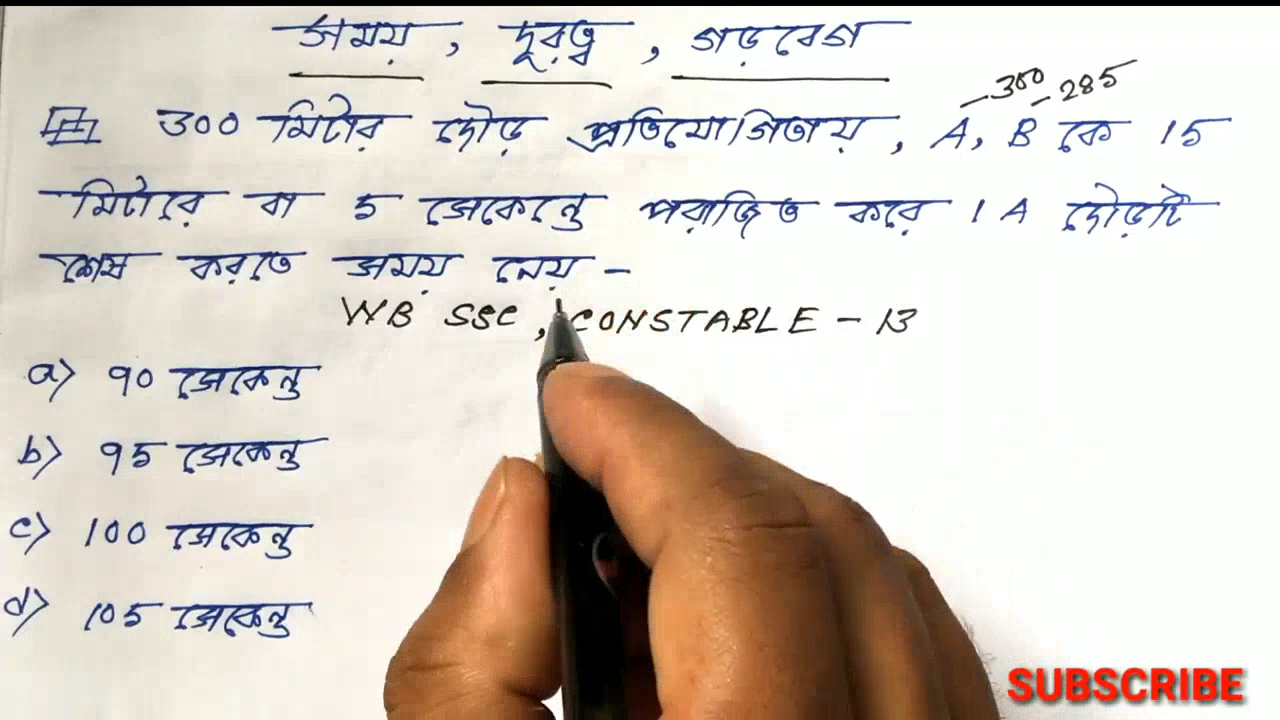 সময়, দূরত্ব, গড়বেগ
300 285
300 মিটার দৌড় প্রতিযোগিতায়, A, B কে 15
মিটারে বা 5 সেকেন্ডে পরাজিত করে। A দৌড়টি
শেষ করতে সময় নেয় –
WB SSC, CONSTABLE - 13
a) 90 সেকেন্ড
b) 95 সেকেন্ড
c) 100 সেকেন্ড
d) 105 সেকেন্ড
SUBSCRIBE